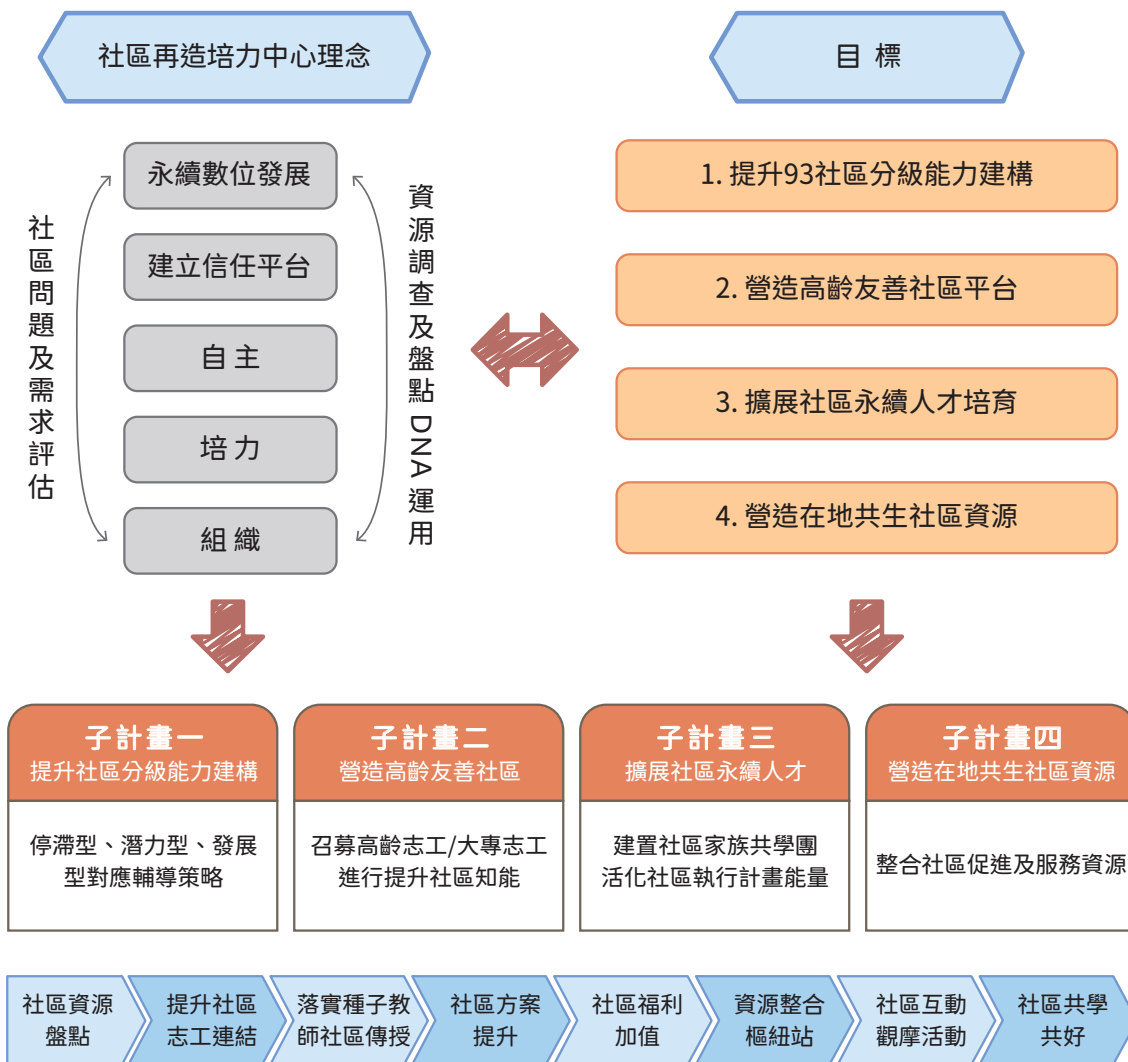 社區再造培力中心理念
目標
社區問題及需求評估
永續數位發展
建立信任平台
自主
培力
組織
資源調查及盤點DNA運用
1. 提升93社區分級能力建構
2. 營造高齡友善社區平台
3. 擴展社區永續人才培育
4. 營造在地共生社區資源
子計畫一
提升社區分級能力建構
停滯型、潛力型、發展
型對應輔導策略
子計畫二
營造高齡友善社區
召募高齡志工/大專志工
進行提升社區知能
子計畫三
擴展社區永續人才
建置社區家族共學團
活化社區執行計畫能量
子計畫四
營造在地共生社區資源
整合社區促進及服務資源
社區資源
盤點
提升社區
志工連結
落實種子教
師社區傳授
社區方案
提升
社區福利
加值
資源整合
樞紐站
社區互動
觀摩活動
社區共學
共好